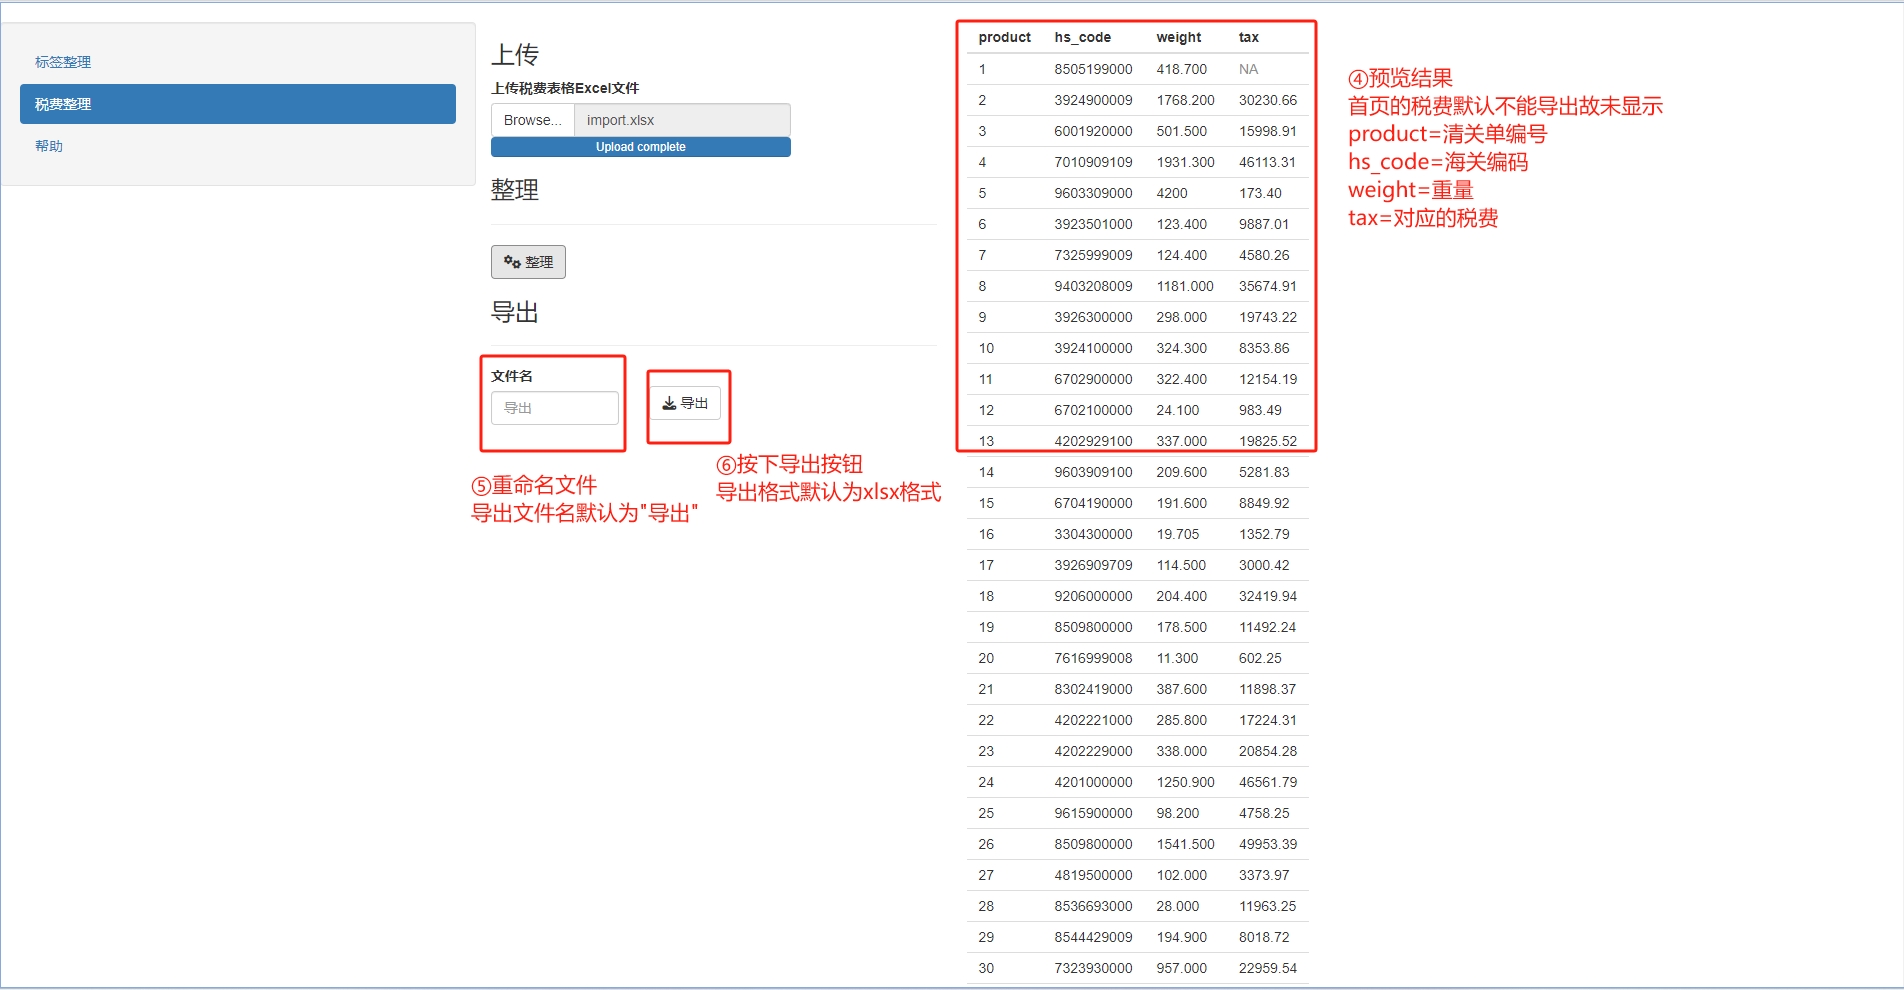 标签整理
税费整理
帮助
上传
上传税费表格Excel文件
Browse... import.xlsx
Upload complete
整理
整理
导出
文件名
导出
导出
⑤重命名文件
导出文件名默认为"导出"
⑥按下导出按钮
导出格式默认为xlsx格式
product hs_code weight tax
1 8505199000 418.700 NA
2 3924900009 1768.200 30230.66
3 6001920000 501.500 15998.91
4 7010909109 1931.300 46113.31
5 9603309000 4200 173.40
6 3923501000 123.400 9887.01
7 7325999009 124.400 4580.26
8 9403208009 1181.000 35674.91
9 3926300000 298.000 19743.22
10 3924100000 324.300 8353.86
11 6702900000 322.400 12154.19
12 6702100000 24.100 983.49
13 4202929100 337.000 19825.52
14 9603909100 209.600 5281.83
15 6704190000 191.600 8849.92
16 3304300000 19.705 1352.79
17 3926909709 114.500 3000.42
18 9206000000 204.400 32419.94
19 8509800000 178.500 11492.24
20 7616999008 11.300 602.25
21 8302419000 387.600 11898.37
22 4202221000 285.800 17224.31
23 4202229000 338.000 20854.28
24 4201000000 1250.900 46561.79
25 9615900000 98.200 4758.25
26 8509800000 1541.500 49953.39
27 4819500000 102.000 3373.97
28 8536693000 28.000 11963.25
29 8544429009 194.900 8018.72
30 7323930000 957.000 22959.54
④预览结果
首页的税费默认不能导出故未显示
product=清关单编号
hs_code=海关编码
weight=重量
tax=对应的税费